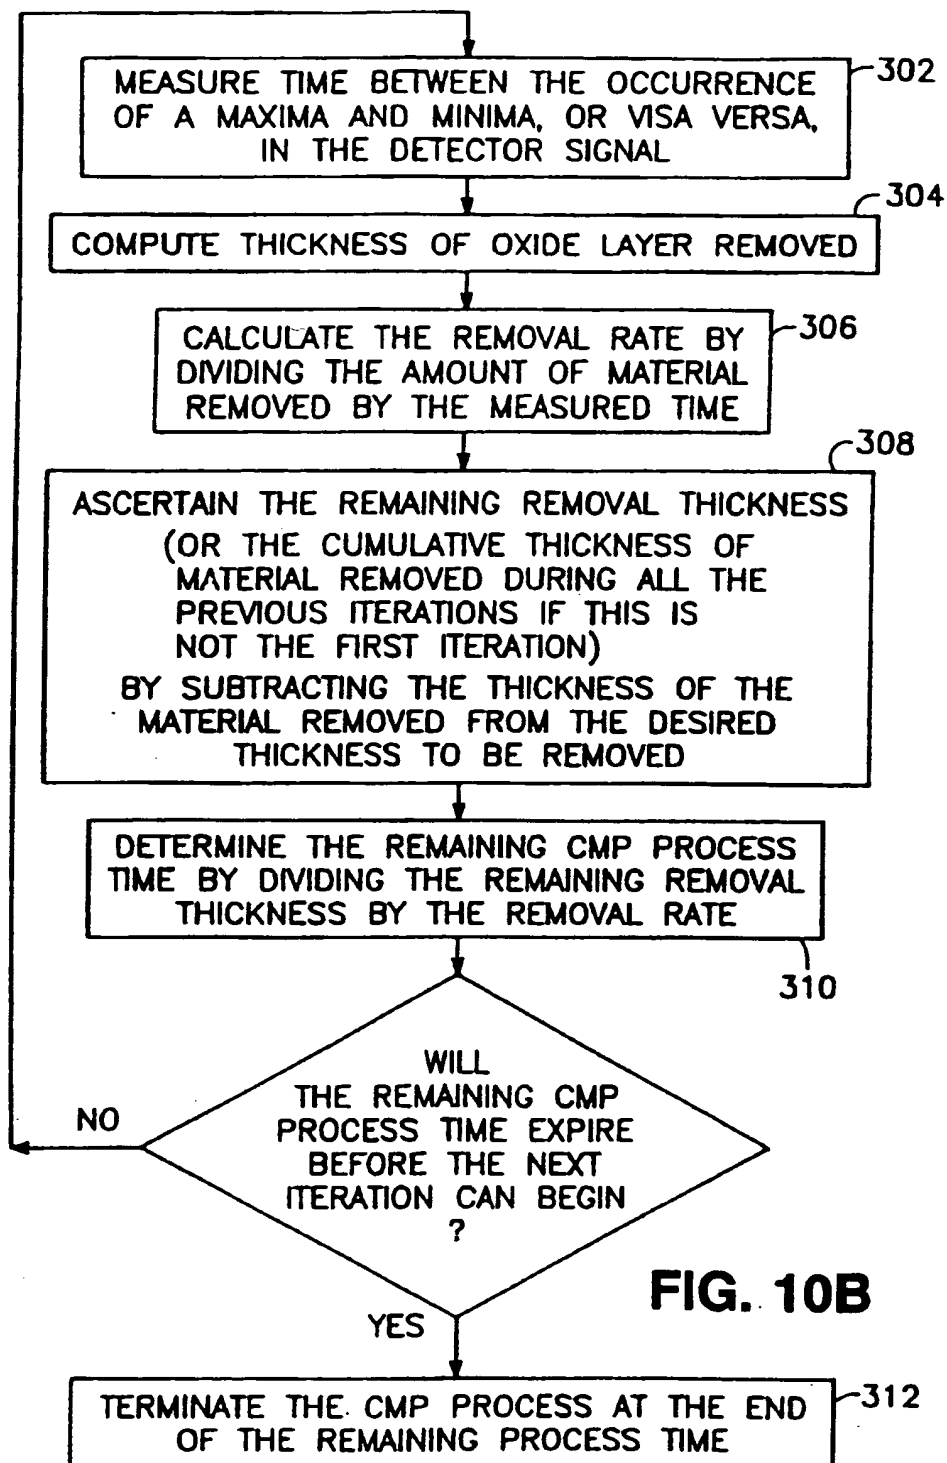 MEASURE TIME BETWEEN THE OCCURRENCE
OF A MAXIMA AND MINIMA, OR VISA VERSA,
IN THE DETECTOR SIGNAL
302
304
COMPUTE THICKNESS OF OXIDE LAYER REMOVED
CALCULATE THE REMOVAL RATE BY
DIVIDING THE AMOUNT OF MATERIAL
REMOVED BY THE MEASURED TIME
306
308
ASCERTAIN THE REMAINING REMOVAL THICKNESS
(OR THE CUMULATIVE THICKNESS OF
MATERIAL REMOVED DURING ALL THE
PREVIOUS ITERATIONS IF THIS IS
NOT THE FIRST ITERATION)
BY SUBTRACTING THE THICKNESS OF THE
MATERIAL REMOVED FROM THE DESIRED
THICKNESS TO BE REMOVED
DETERMINE THE REMAINING CMP PROCESS
TIME BY DIVIDING THE REMAINING REMOVAL
THICKNESS BY THE REMOVAL RATE
310
WILL
THE REMAINING CMP
PROCESS TIME EXPIRE
BEFORE THE NEXT
ITERATION CAN BEGIN
?
NO
YES
FIG. 10B
TERMINATE THE CMP PROCESS AT THE END
OF THE REMAINING PROCESS TIME
312